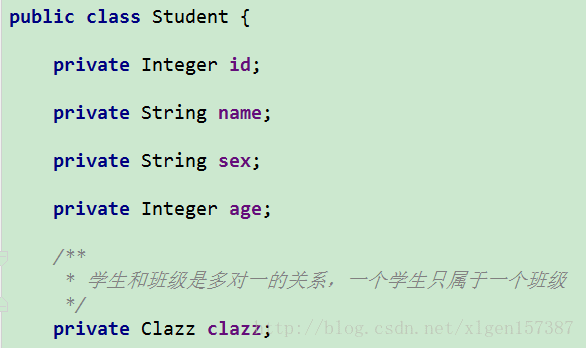 public class Student {
private Integer id;
private String name;
private String sex;
private Integer age;
/**
* 学生和班级是多对一的关系，一个学生只属于一个班级
*/
private Clazz clazz;
http://blog.csdn.net/xlgen157387